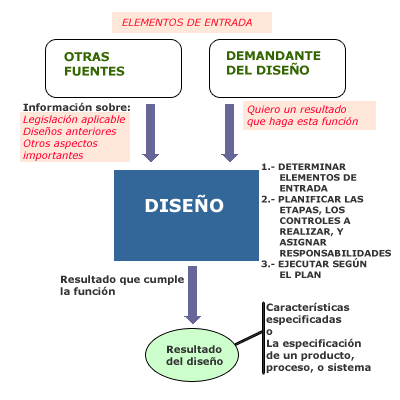 ELEMENTOS DE ENTRADA
OTRAS
FUENTES
DEMANDANTE
DEL DISEÑO
Información sobre:
Legislación aplicable
Diseños anteriores
Otros aspectos
importantes
Quiero un resultado
que haga esta función
DISEÑO
1.- DETERMINAR
ELEMENTOS DE
ENTRADA
2.- PLANIFICAR LAS
ETAPAS, LOS
CONTROLES A
REALIZAR, Y
ASIGNAR
RESPONSABILIDADES
3.- EJECUTAR SEGÚN
EL PLAN
Resultado que cumple
la función
Resultado
del diseño
Características
especificadas
o
La especificación
de un producto,
proceso, o sistema